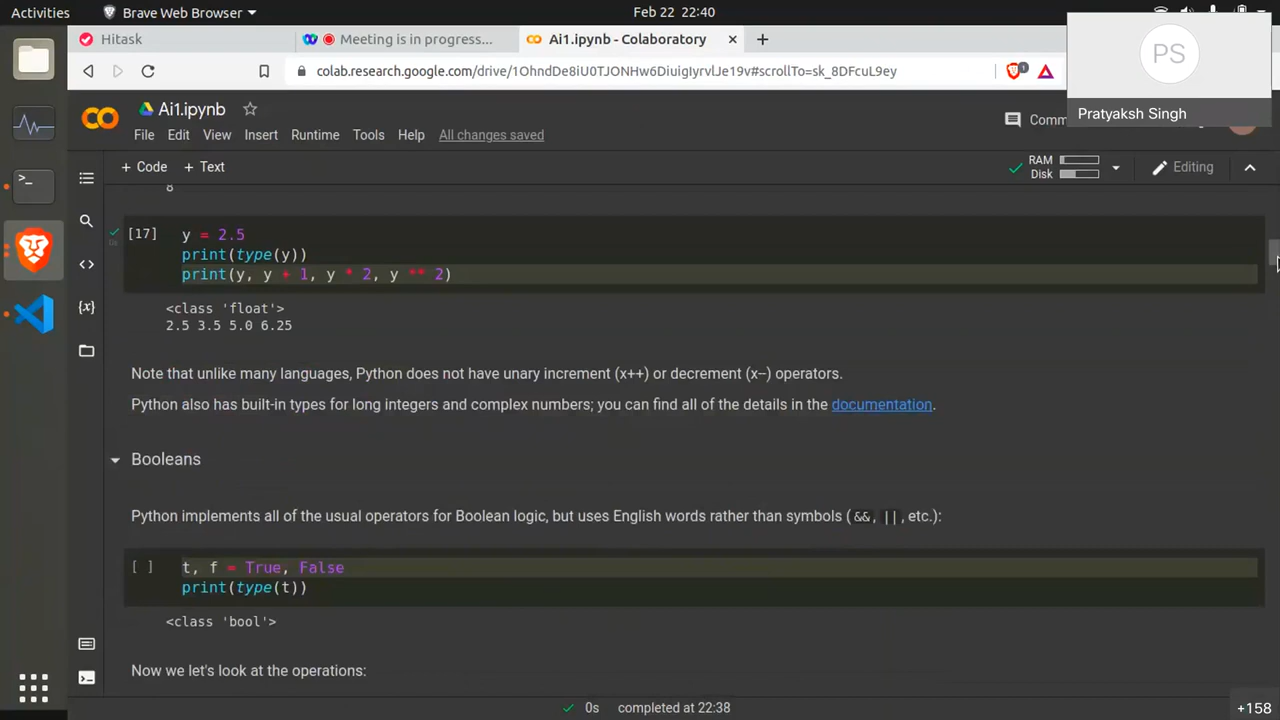 Activities
Brave Web Browser
Feb 22 22:40
Hitask
Meeting is in progress...
Ai1.ipynb - Colaboratory
colab.research.google.com/drive/1OhndDe8iU0TJONHw6DiuigIyrvlJe19v#scrollTo=sk_8DFcuL9ey
PS
Pratyaksh Singh
Ai1.ipynb
File Edit View Insert Runtime Tools Help All changes saved
Comm
+ Code + Text
RAM
Disk
Editing
8
[17] y = 2.5
print(type(y))
print(y, y + 1, y * 2, y ** 2)
<class 'float'>
2.5 3.5 5.0 6.25
Note that unlike many languages, Python does not have unary increment (x++) or decrement (x--) operators.
Python also has built-in types for long integers and complex numbers; you can find all of the details in the documentation.
Booleans
Python implements all of the usual operators for Boolean logic, but uses English words rather than symbols (&&, ||, etc.):
[ ] t, f = True, False
print(type(t))
<class 'bool'>
Now we let's look at the operations:
0s completed at 22:38
+158